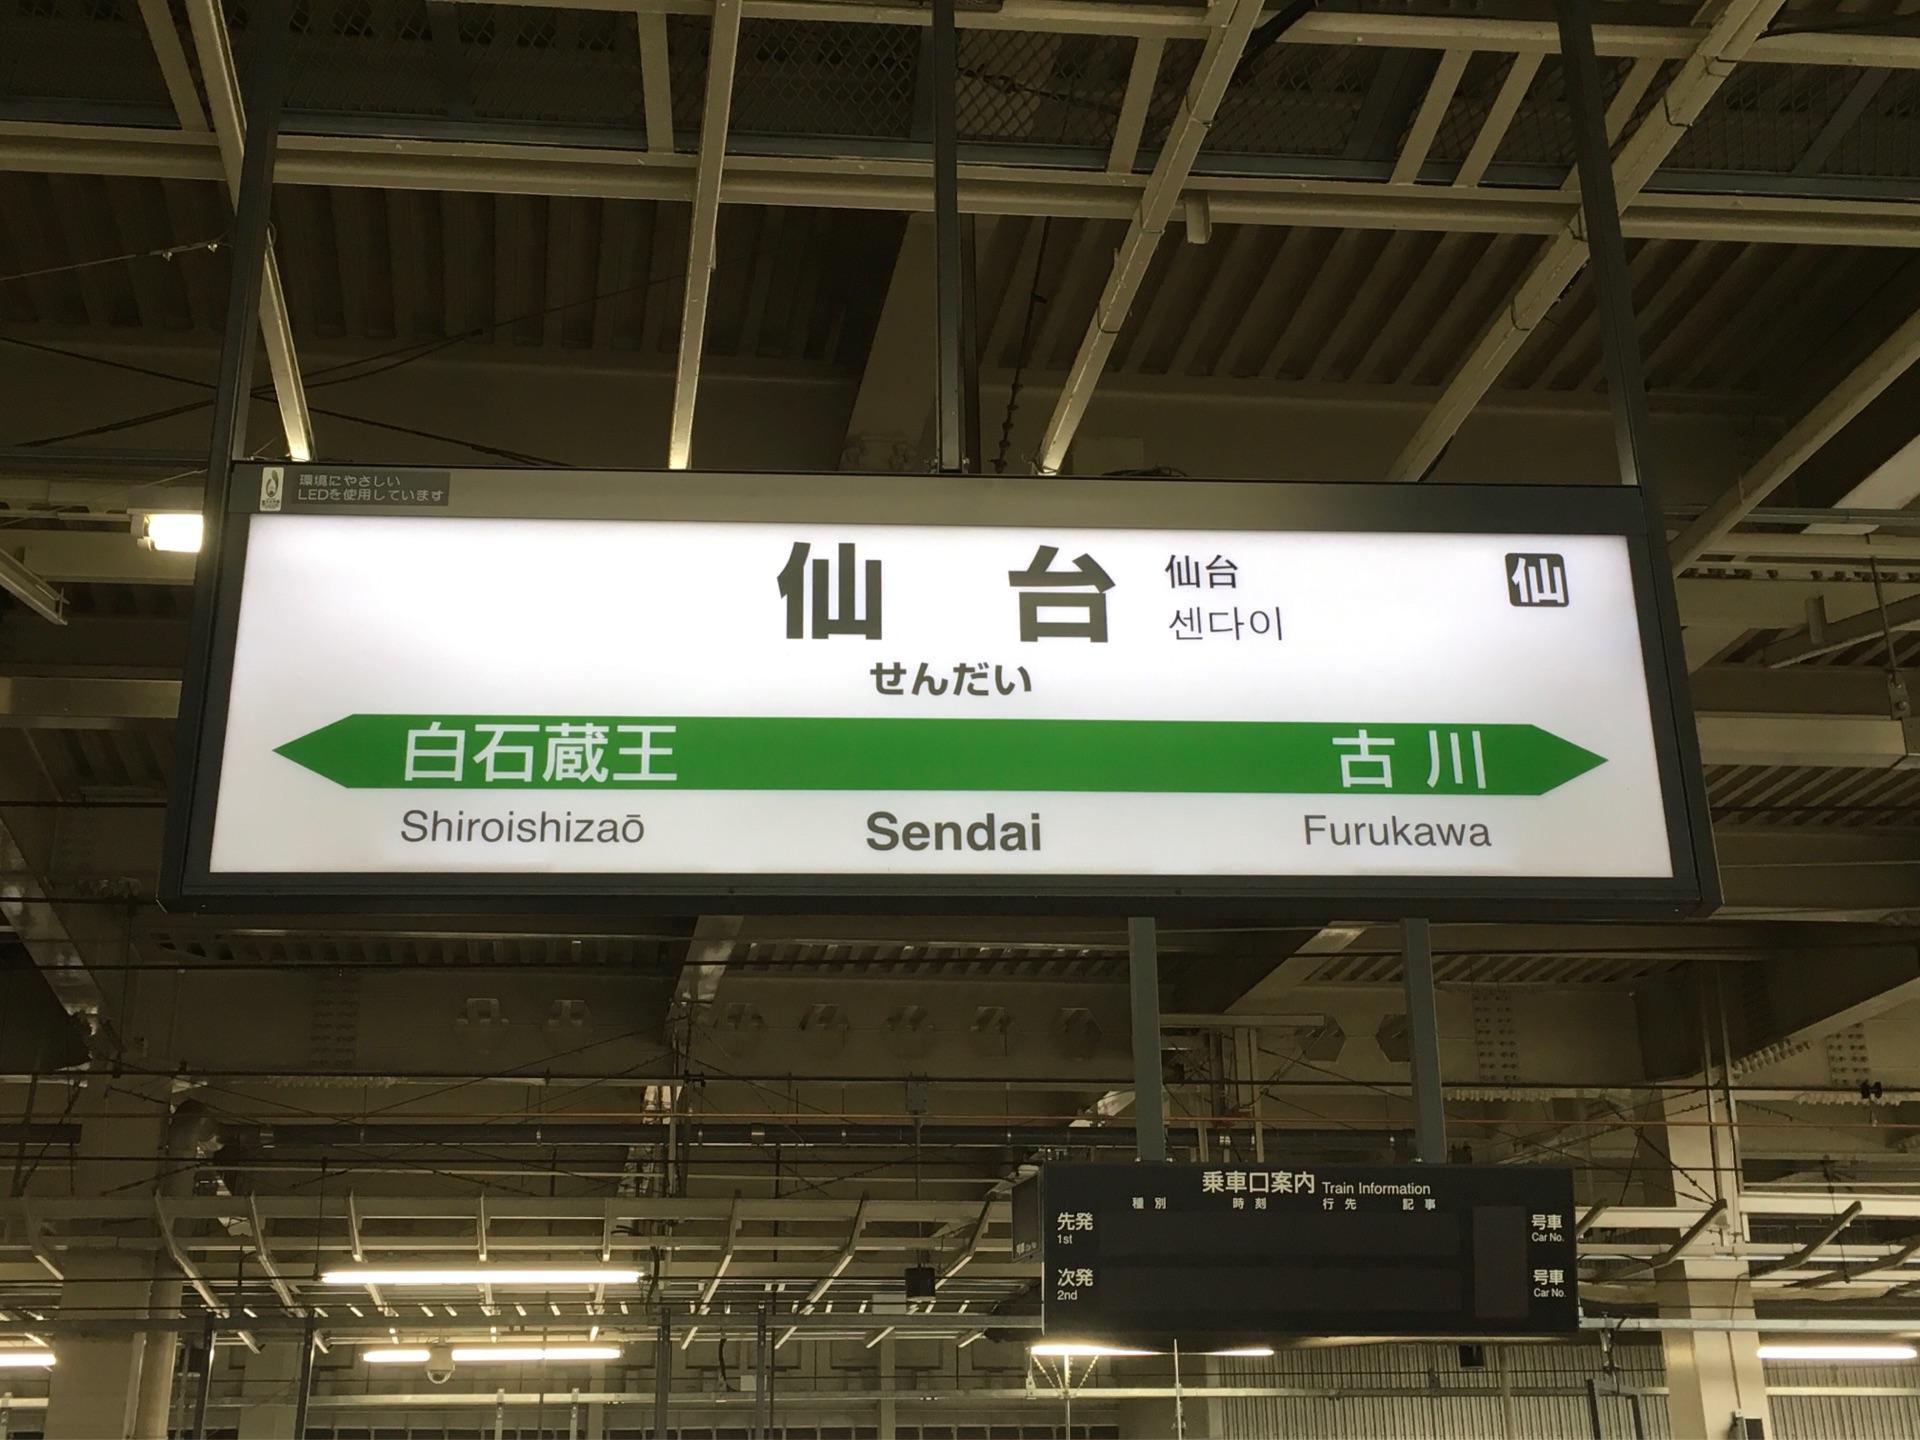 環境にやさしい
LEDを使用しています
仙台
仙台
센다이
仙
せんだい
白石蔵王
古川
Shiroishizaō
Sendai
Furukawa
乗車口案内 Train Information
種別 時刻 行先 記事
先発
1st
号車
Car No.
次発
2nd
号車
Car No.